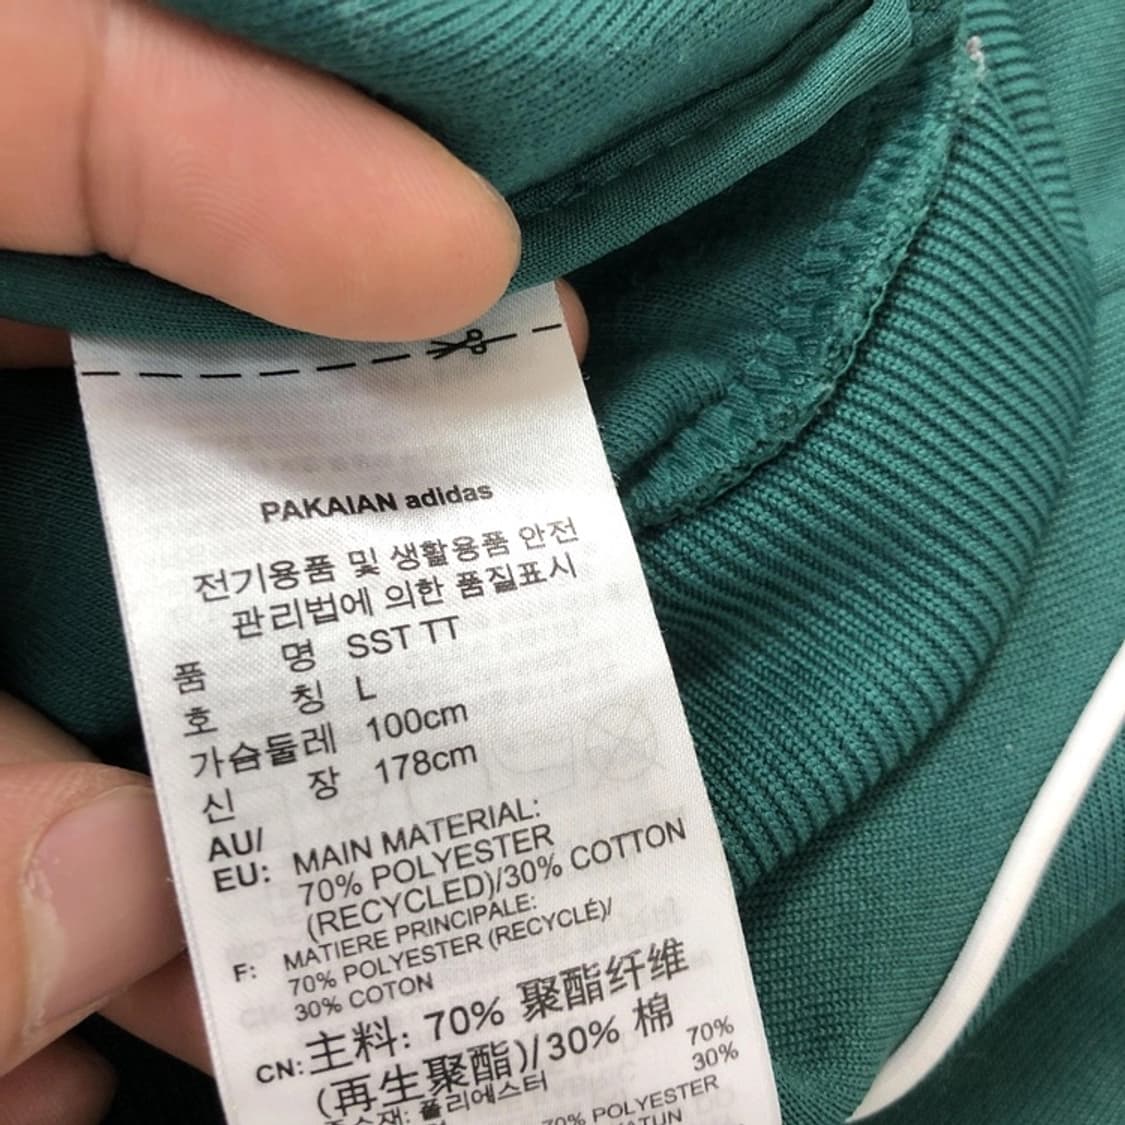 PAKAIAN adidas
전기용품 및 생활용품 안전
관리법에 의한 품질표시
품 명 SST TT
호 칭 L
가슴둘레 100cm
신 장 178cm
AU/
EU: MAIN MATERIAL:
70% POLYESTER
(RECYCLED)/30% COTTON
F: MATIERE PRINCIPALE:
70% POLYESTER (RECYCLÉ)/
30% COTON
CN: 主料: 70% 聚酯纤维
(再生聚酯)/30% 棉
폴리에스터 70%
30%
70% POLYESTER